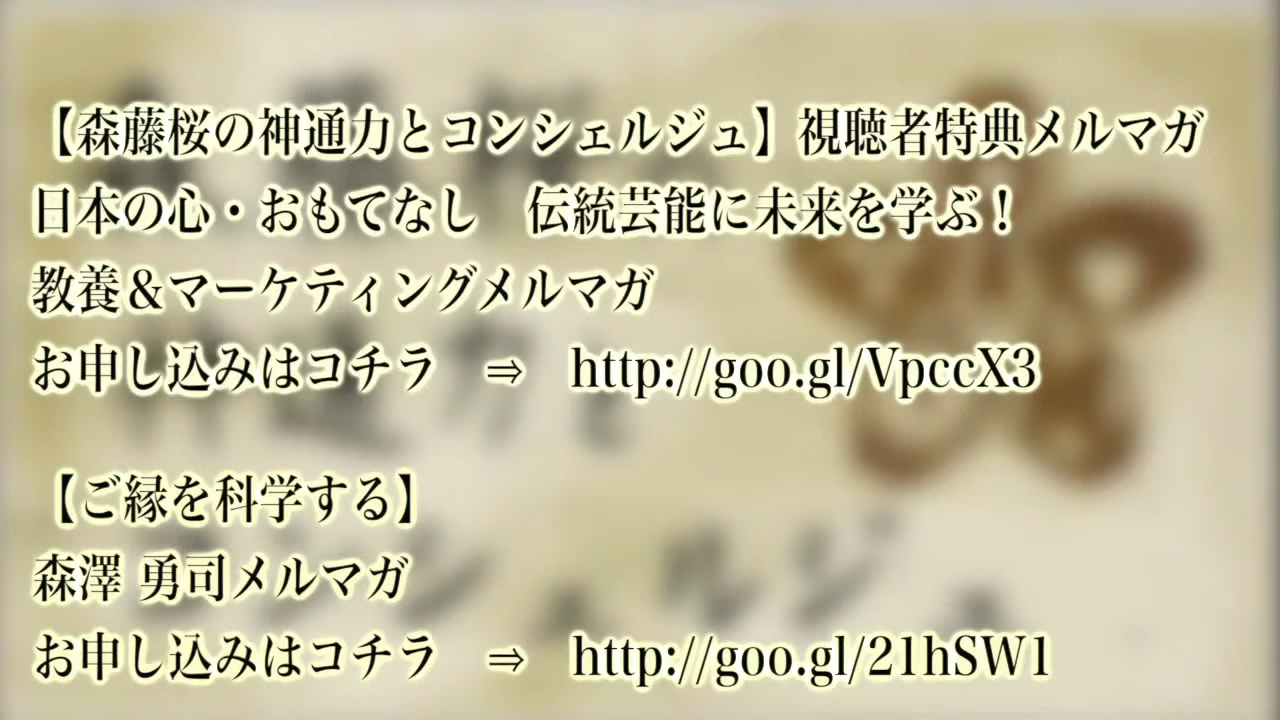 【森藤桜の神通力とコンシェルジュ】視聴者特典メルマガ
日本の心・おもてなし　伝統芸能に未来を学ぶ！
教養＆マーケティングメルマガ
お申し込みはコチラ　⇒　http://goo.gl/VpccX3
【ご縁を科学する】
森澤 勇司メルマガ
お申し込みはコチラ　⇒　http://goo.gl/21hSW1